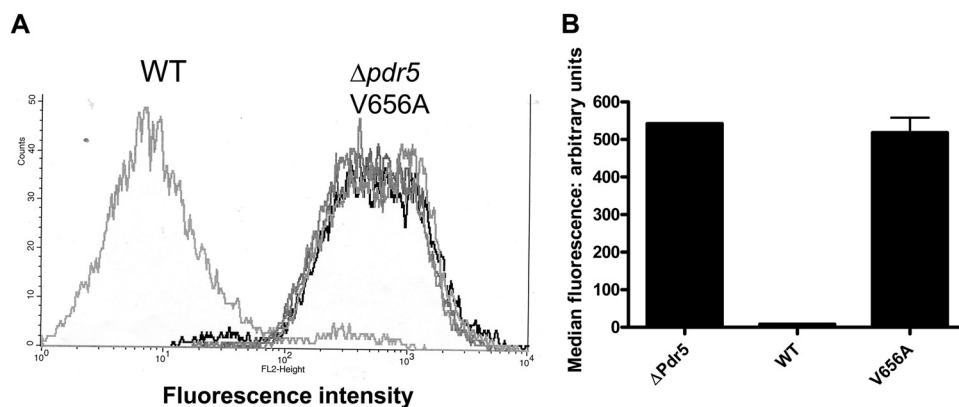 A
WT
Δpdr5
V656A
Counts
50
40
30
20
10
0
10⁰
10¹
10²
10³
10⁴
FL2-Height
Fluorescence intensity
B
Median fluorescence: arbitrary units
600
500
400
300
200
100
0
ΔPdr5
WT
V656A